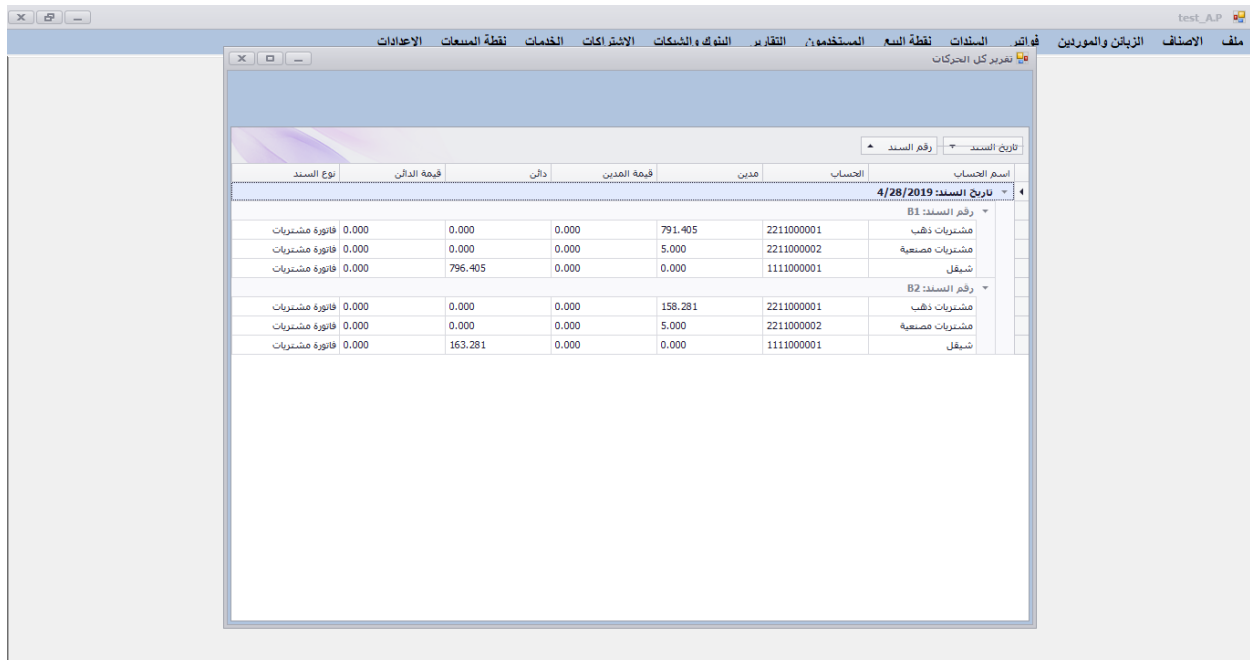 test_A.P
ملف الاصناف الزبائن والموردين فواتير السندات نقطة البيع المستخدمون التقارير البنوك والشيكات الاشتراكات الخدمات نقطة المبيعات الاعدادات
تقرير كل الحركات
تاريخ السند رقم السند
اسم الحساب الحساب مدين قيمة المدين دائن قيمة الدائن نوع السند
تاريخ السند: 4/28/2019
رقم السند: B1
مشتريات ذهب 2211000001 791.405 0.000 0.000 0.000 فاتورة مشتريات
مشتريات مصنعية 2211000002 5.000 0.000 0.000 0.000 فاتورة مشتريات
شيقل 1111000001 0.000 0.000 796.405 0.000 فاتورة مشتريات
رقم السند: B2
مشتريات ذهب 2211000001 158.281 0.000 0.000 0.000 فاتورة مشتريات
مشتريات مصنعية 2211000002 5.000 0.000 0.000 0.000 فاتورة مشتريات
شيقل 1111000001 0.000 0.000 163.281 0.000 فاتورة مشتريات